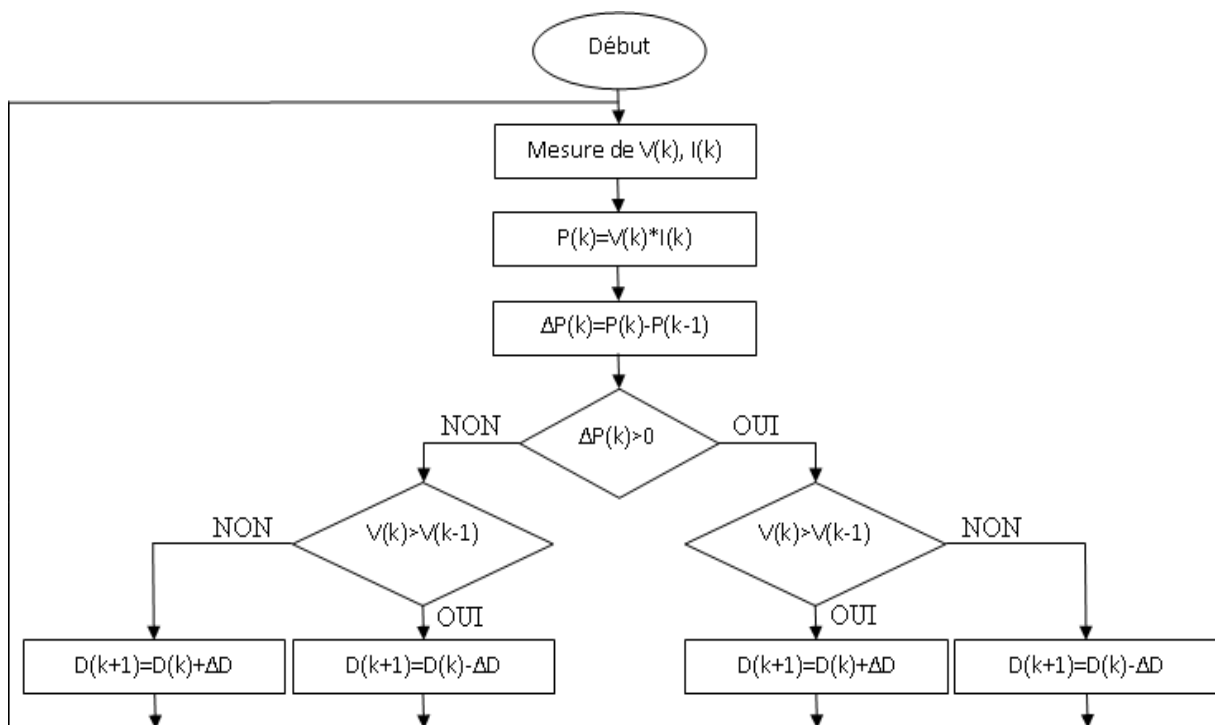 Début
Mesure de V(k), I(k)
P(k)=V(k)*I(k)
ΔP(k)=P(k)-P(k-1)
NON
ΔP(k)>0
OUI
NON
V(k)>V(k-1)
OUI
V(k)>V(k-1)
NON
OUI
D(k+1)=D(k)+ΔD
D(k+1)=D(k)-ΔD
D(k+1)=D(k)+ΔD
D(k+1)=D(k)-ΔD